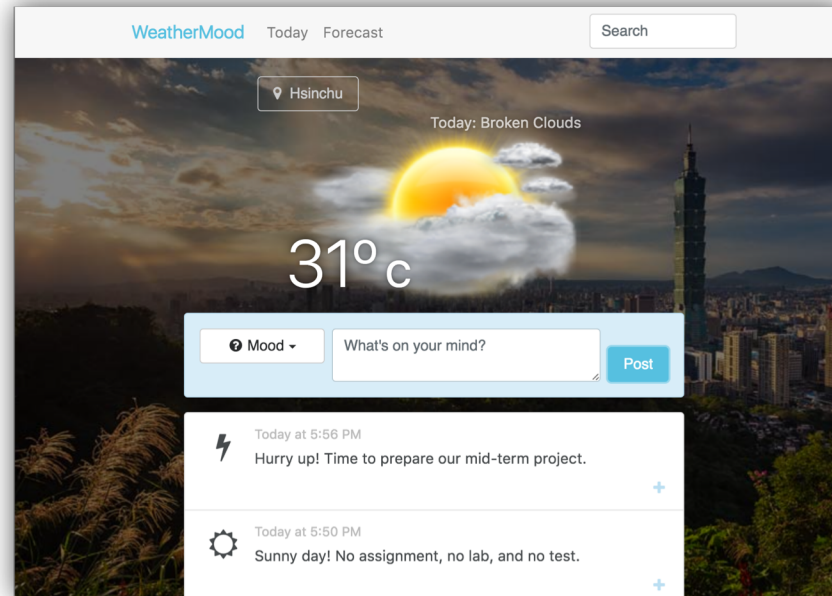 WeatherMood Today Forecast Search
Hsinchu
Today: Broken Clouds
31º c
Mood What's on your mind?
Post
Today at 5:56 PM
Hurry up! Time to prepare our mid-term project.
Today at 5:50 PM
Sunny day! No assignment, no lab, and no test.